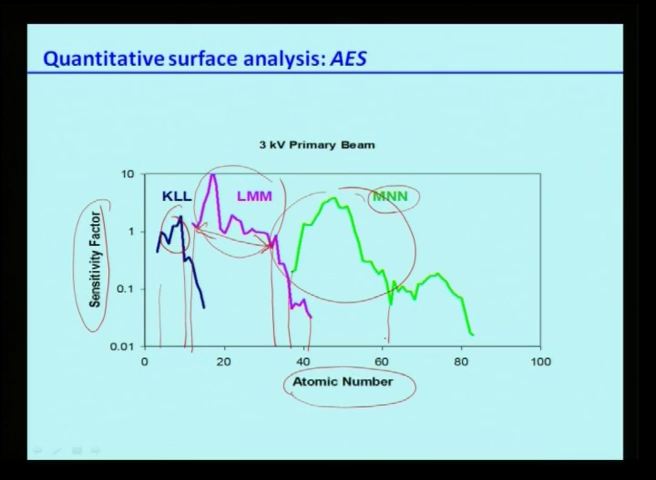 Quantitative surface analysis: AES
3 kV Primary Beam
10
KLL LMM MNN
1
Sensitivity Factor
0.1
0.01
0 20 40 60 80 100
Atomic Number